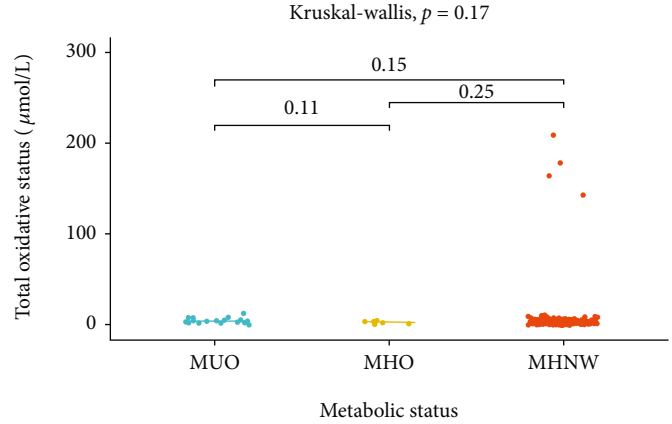 Kruskal-wallis, p = 0.17
Total oxidative status (μmol/L)
300
200
100
0
0.15
0.25
0.11
MUO MHO MHNW
Metabolic status